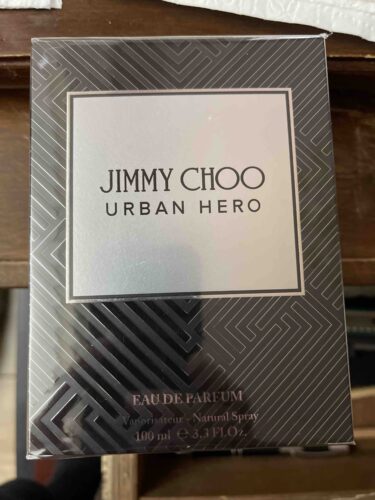 JIMMY CHOO
URBAN HERO
EAU DE PARFUM
Vaporisateur - Natural Spray
100 ml ℮ 3.3 Fl.Oz.